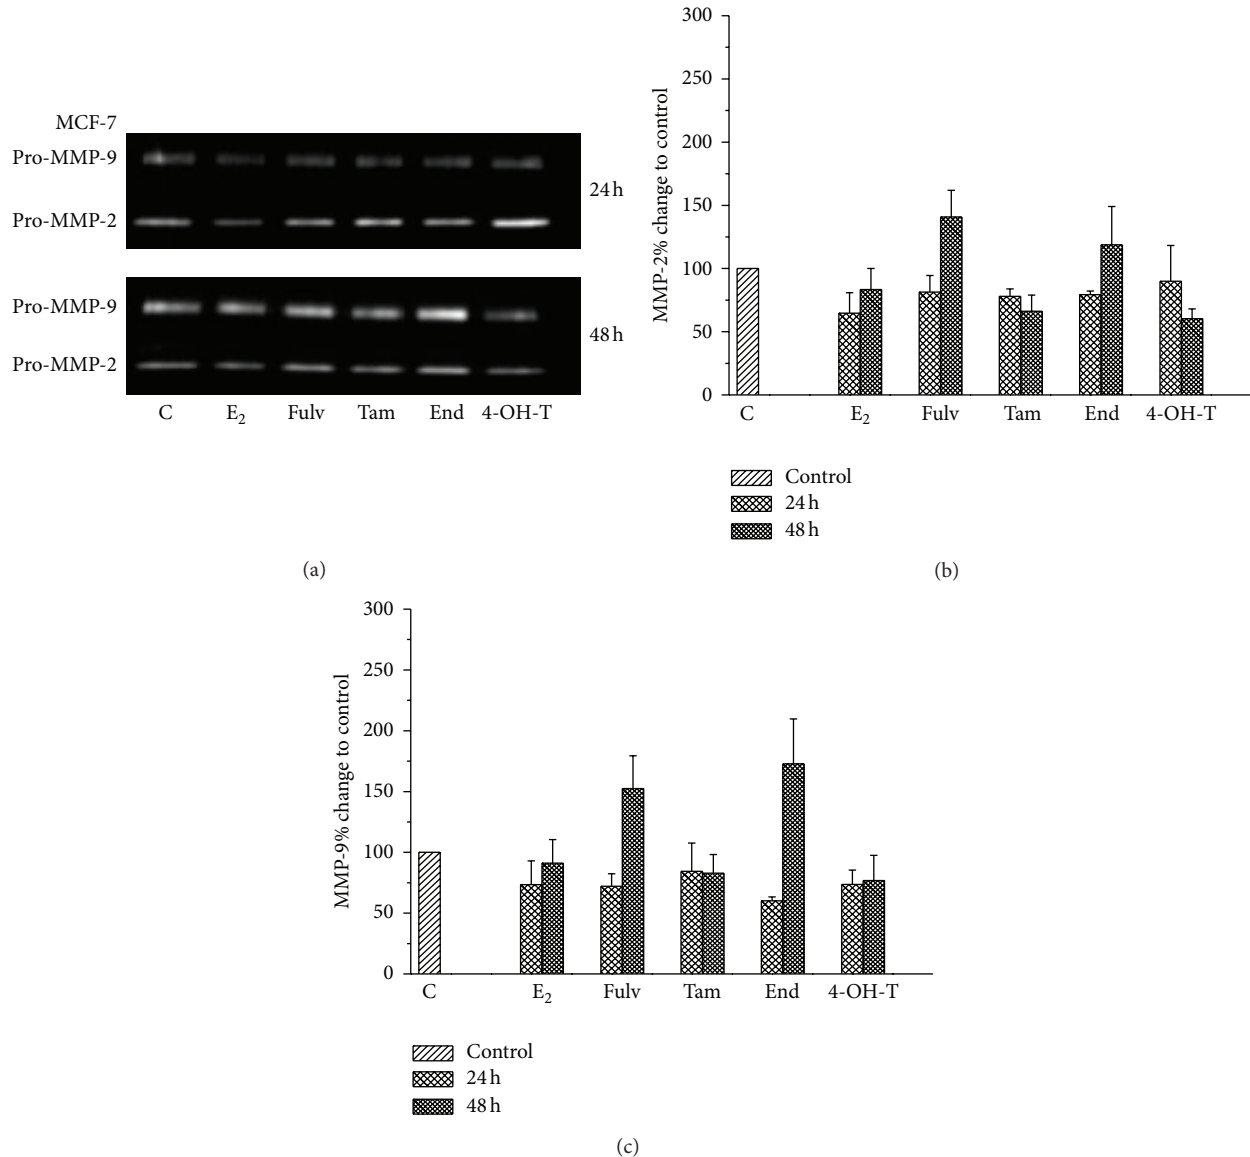 MCF-7
Pro-MMP-9
Pro-MMP-2
24 h
Pro-MMP-9
Pro-MMP-2
48 h
C E2 Fulv Tam End 4-OH-T
(a)
MMP-2% change to control
300
250
200
150
100
50
0
C E2 Fulv Tam End 4-OH-T
Control
24 h
48 h
(b)
MMP-9% change to control
300
250
200
150
100
50
0
C E2 Fulv Tam End 4-OH-T
Control
24 h
48 h
(c)